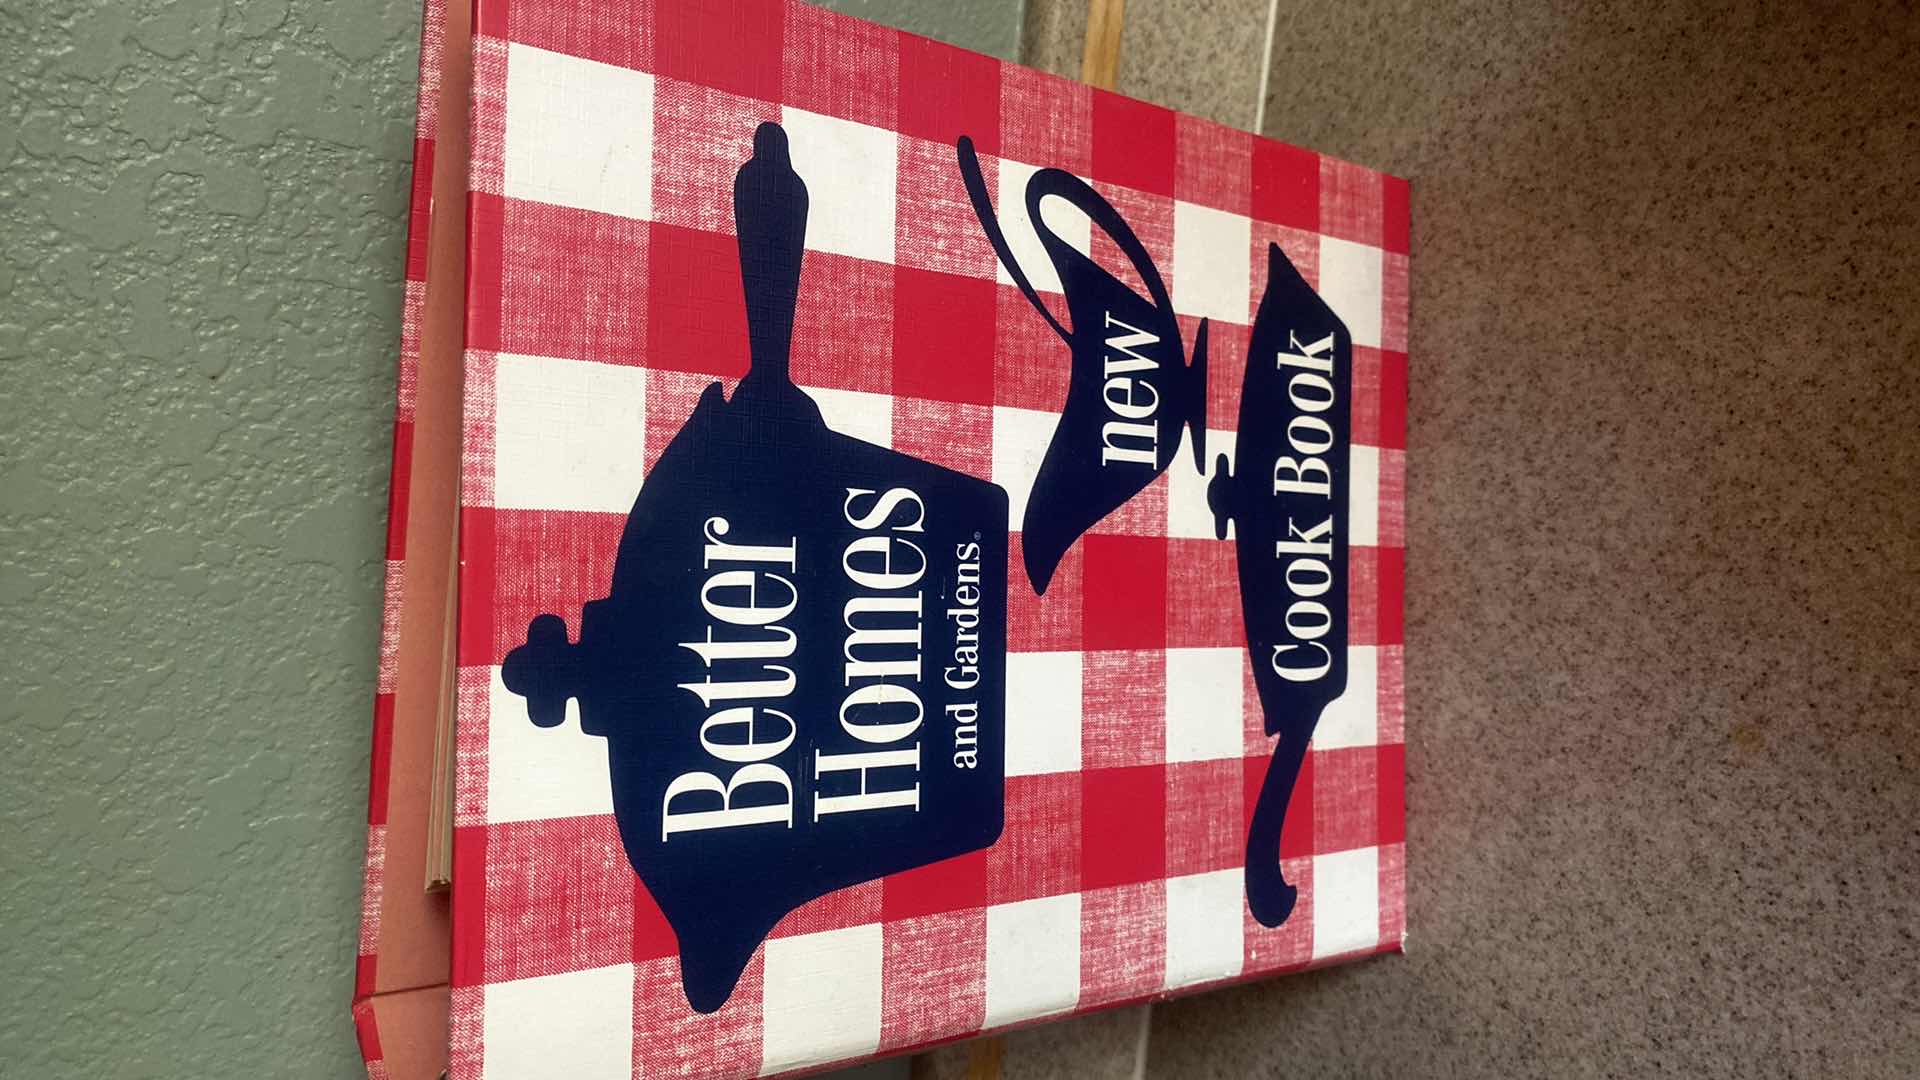 Better
Homes
and Gardens®
new
Cook Book